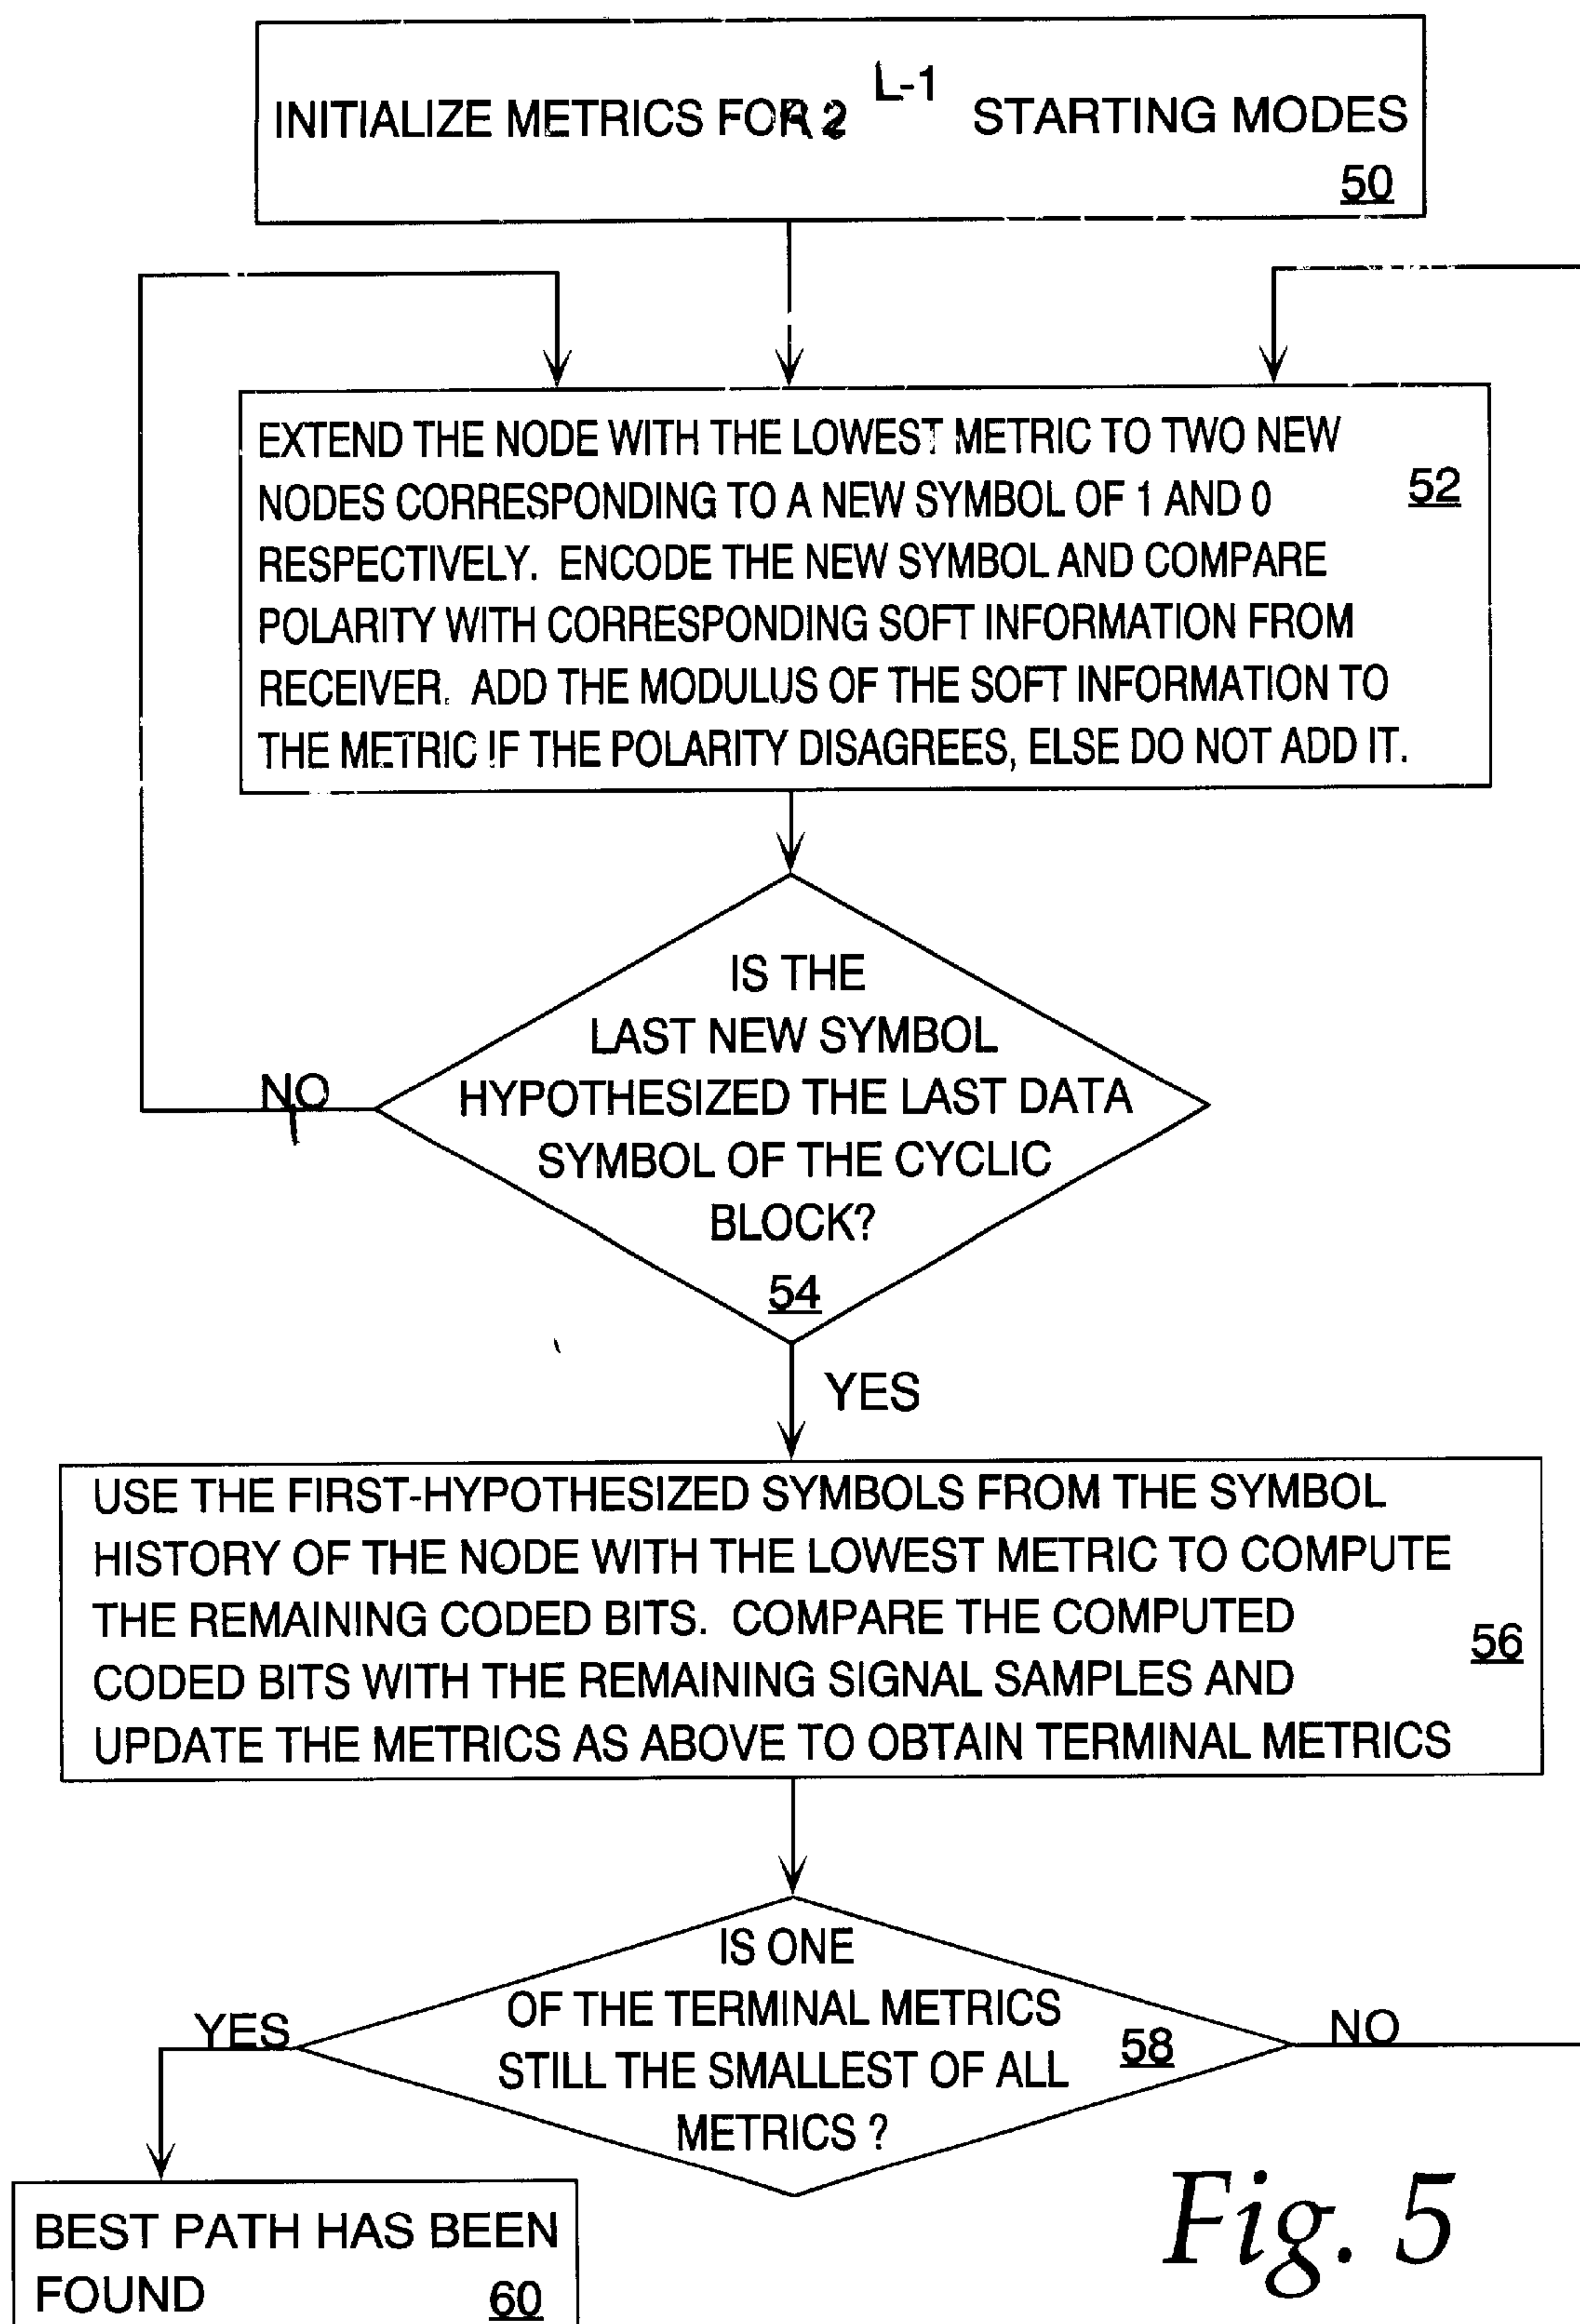 INITIALIZE METRICS FOR 2 L-1 STARTING MODES
50
EXTEND THE NODE WITH THE LOWEST METRIC TO TWO NEW
NODES CORRESPONDING TO A NEW SYMBOL OF 1 AND 0
52
RESPECTIVELY. ENCODE THE NEW SYMBOL AND COMPARE
POLARITY WITH CORRESPONDING SOFT INFORMATION FROM
RECEIVER. ADD THE MODULUS OF THE SOFT INFORMATION TO
THE METRIC IF THE POLARITY DISAGREES, ELSE DO NOT ADD IT.
IS THE
LAST NEW SYMBOL
HYPOTHESIZED THE LAST DATA
SYMBOL OF THE CYCLIC
BLOCK?
54
NO
YES
USE THE FIRST-HYPOTHESIZED SYMBOLS FROM THE SYMBOL
HISTORY OF THE NODE WITH THE LOWEST METRIC TO COMPUTE
THE REMAINING CODED BITS. COMPARE THE COMPUTED
56
CODED BITS WITH THE REMAINING SIGNAL SAMPLES AND
UPDATE THE METRICS AS ABOVE TO OBTAIN TERMINAL METRICS
IS ONE
OF THE TERMINAL METRICS
STILL THE SMALLEST OF ALL
METRICS ?
58
YES
NO
BEST PATH HAS BEEN
FOUND
60
Fig. 5